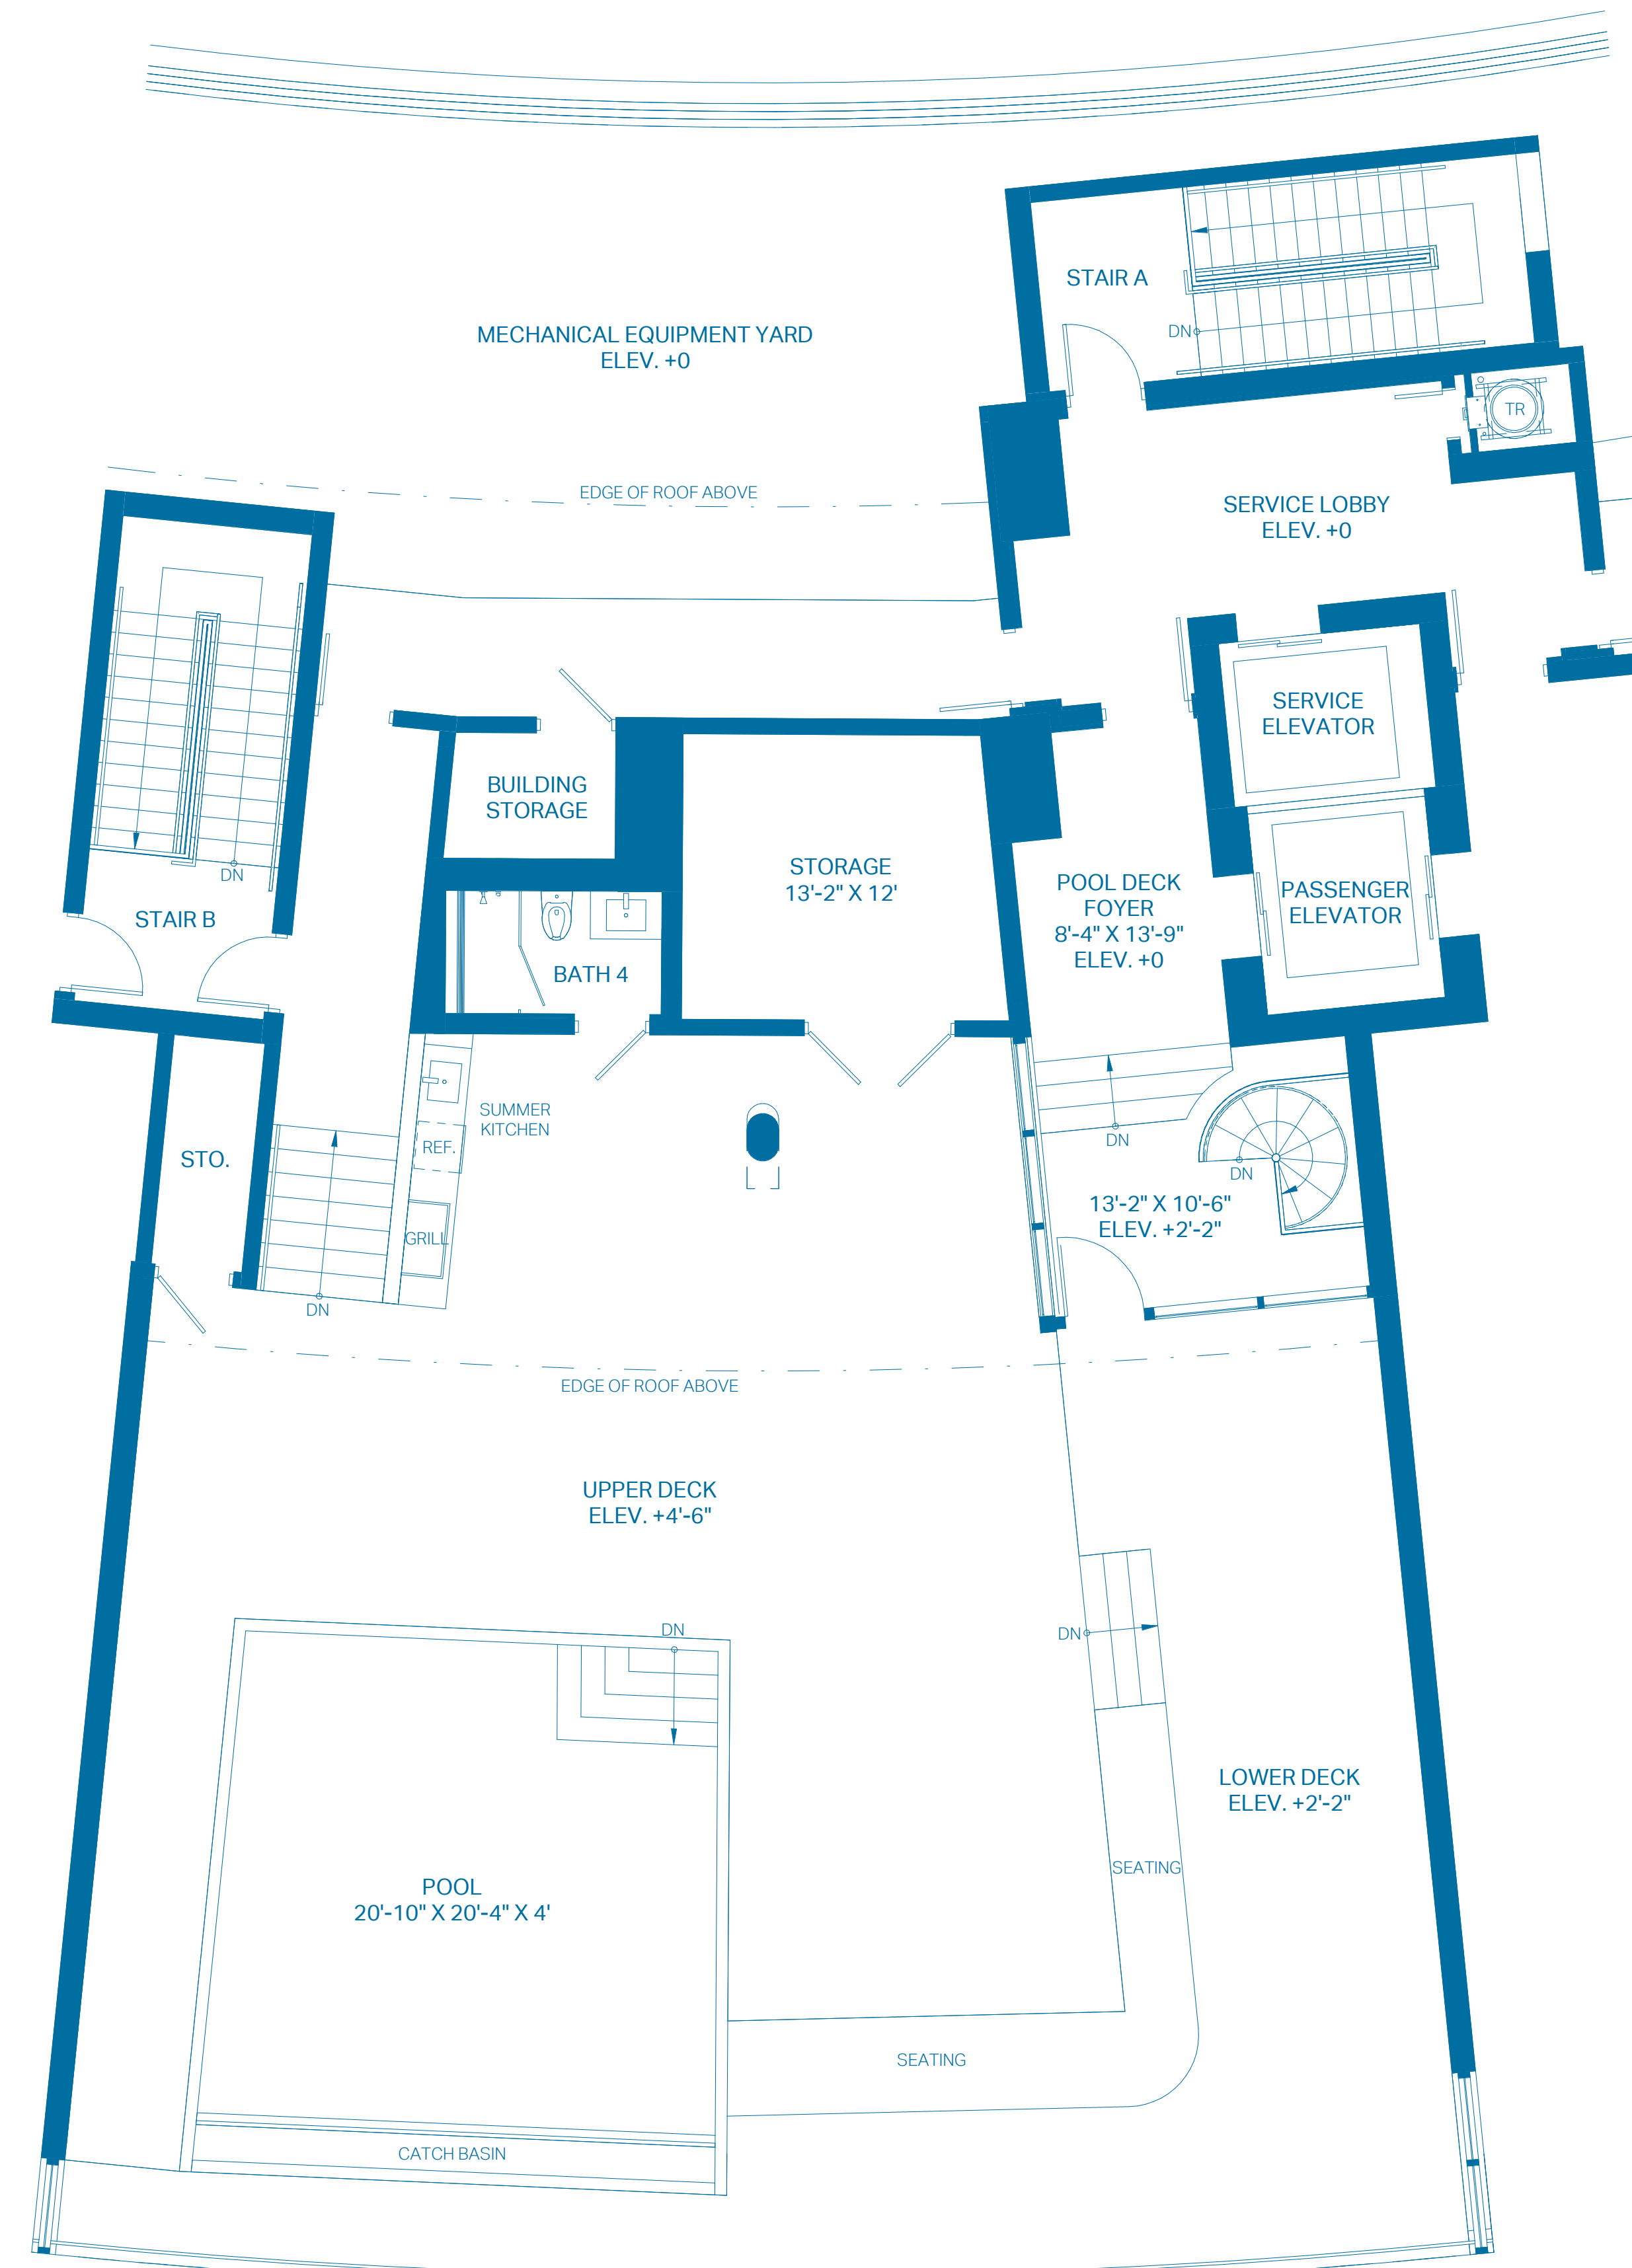 STAIR A
DN
MECHANICAL EQUIPMENT YARD
ELEV. +0
TR
EDGE OF ROOF ABOVE
SERVICE LOBBY
ELEV. +0
SERVICE
ELEVATOR
BUILDING
STORAGE
STORAGE
13'-2" X 12'
POOL DECK
FOYER
8'-4" X 13'-9"
ELEV. +0
PASSENGER
ELEVATOR
DN
STAIR B
BATH 4
SUMMER
KITCHEN
REF.
STO.
DN
DN
13'-2" X 10'-6"
ELEV. +2'-2"
GRILL
DN
EDGE OF ROOF ABOVE
UPPER DECK
ELEV. +4'-6"
DN
DN
LOWER DECK
ELEV. +2'-2"
SEATING
POOL
20'-10" X 20'-4" X 4'
SEATING
CATCH BASIN